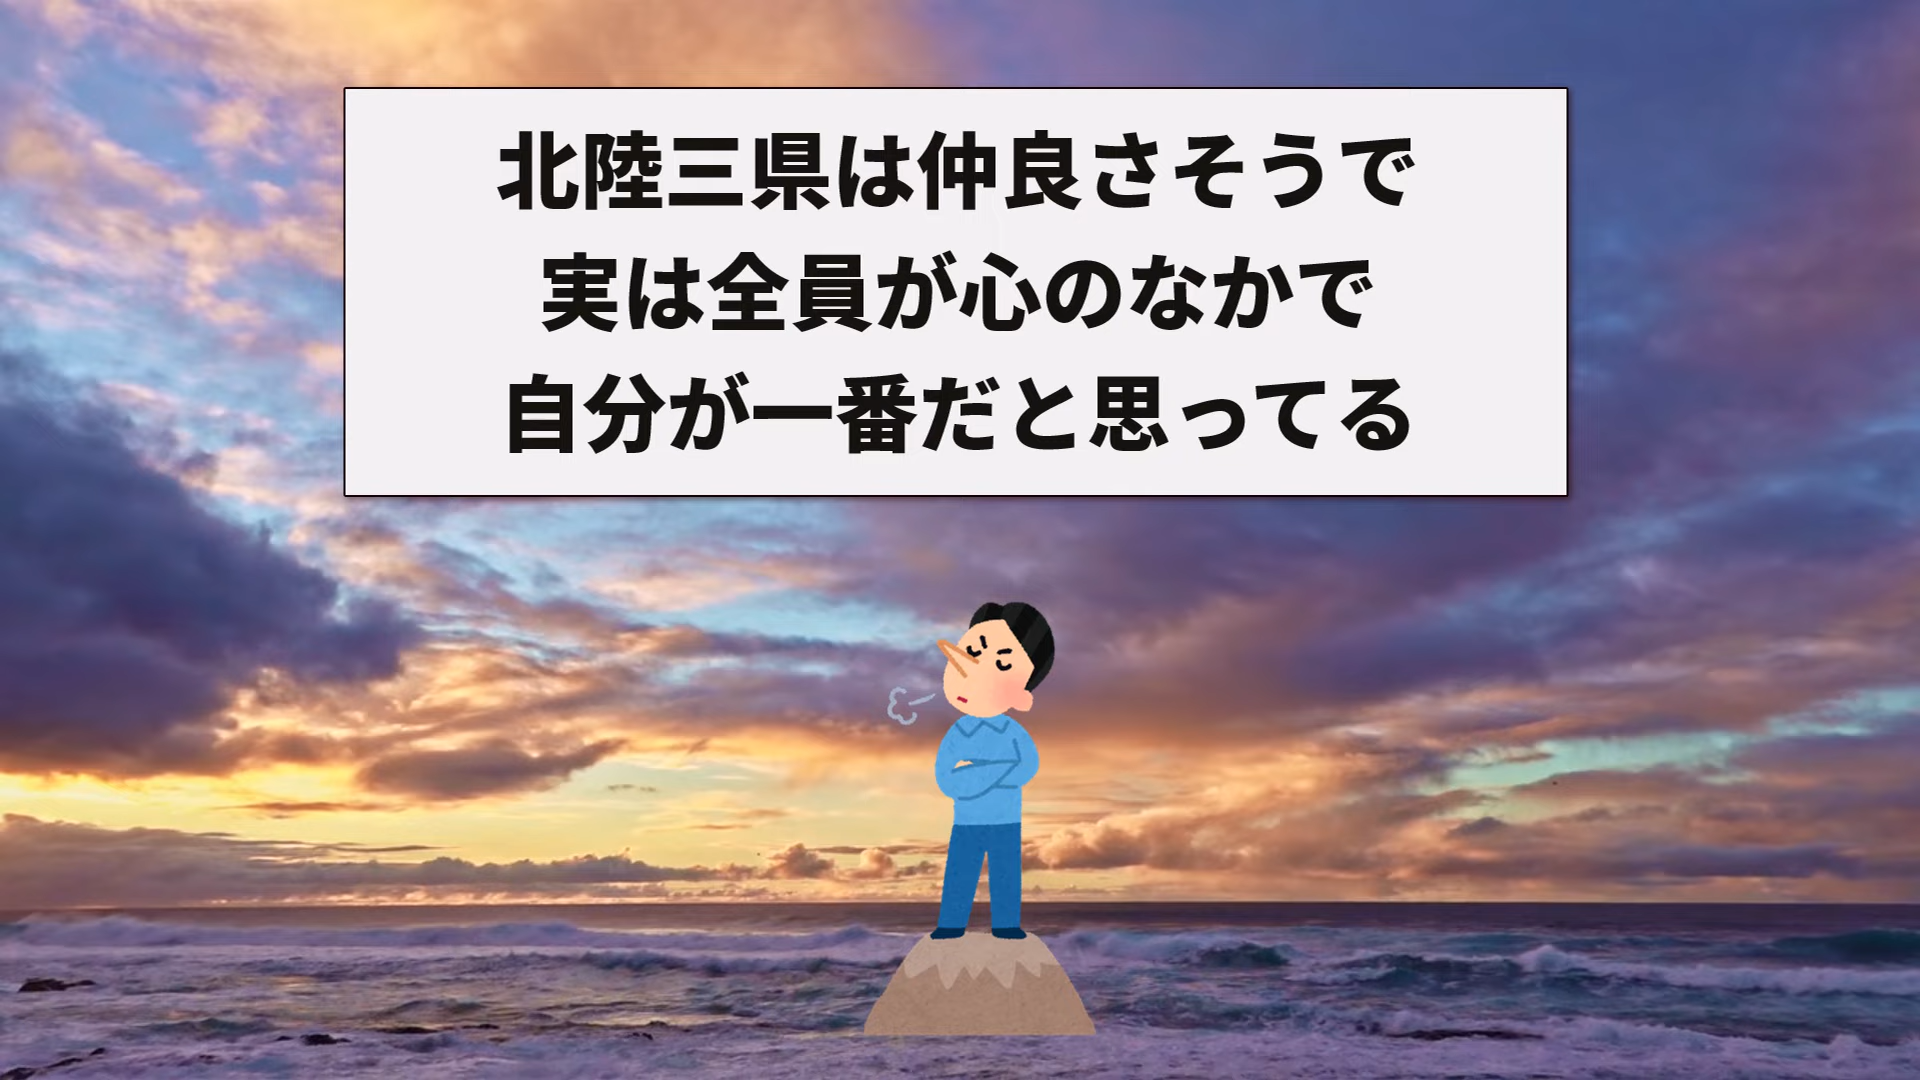 北陸三県は仲良さそうで
実は全員が心のなかで
自分が一番だと思ってる